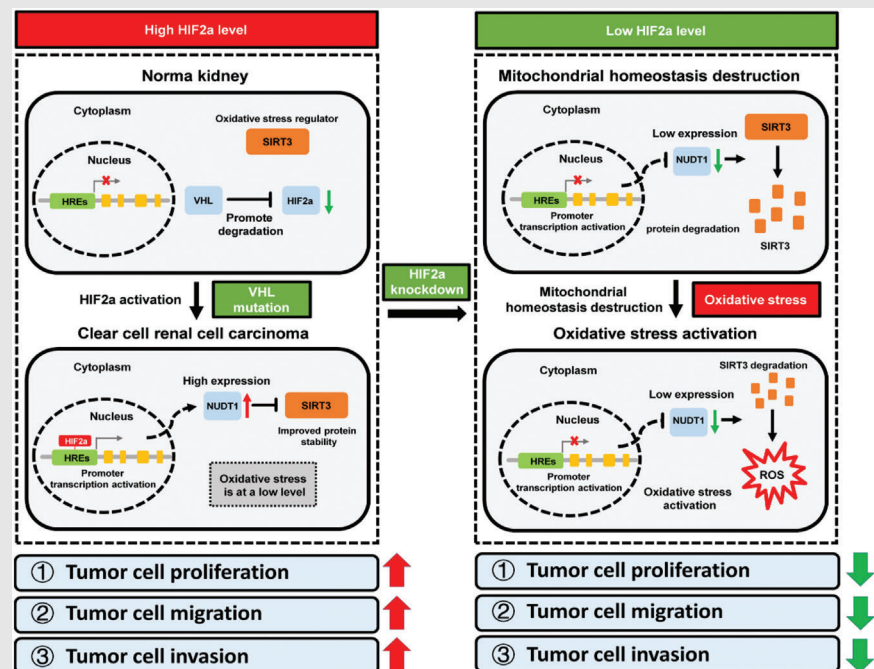 High HIF2a level
Norma kidney
Cytoplasm
Oxidative stress regulator
SIRT3
Nucleus
HREs
VHL
HIF2a
Promote
degradation
HIF2a activation
VHL
mutation
Clear cell renal cell carcinoma
Cytoplasm
High expression
Nucleus
NUDT1
SIRT3
Improved protein
stability
HIF2a
HREs
Promoter
transcription activation
Oxidative stress
is at a low level
① Tumor cell proliferation
② Tumor cell migration
③ Tumor cell invasion
HIF2a
knockdown
Low HIF2a level
Mitochondrial homeostasis destruction
Cytoplasm
Low expression
SIRT3
Nucleus
NUDT1
HREs
Promoter
transcription activation
protein degradation
SIRT3
Mitochondrial
homeostasis destruction
Oxidative stress
Oxidative stress activation
Cytoplasm
SIRT3 degradation
Low expression
Nucleus
NUDT1
HREs
Promoter
transcription activation
Oxidative stress
activation
ROS
① Tumor cell proliferation
② Tumor cell migration
③ Tumor cell invasion